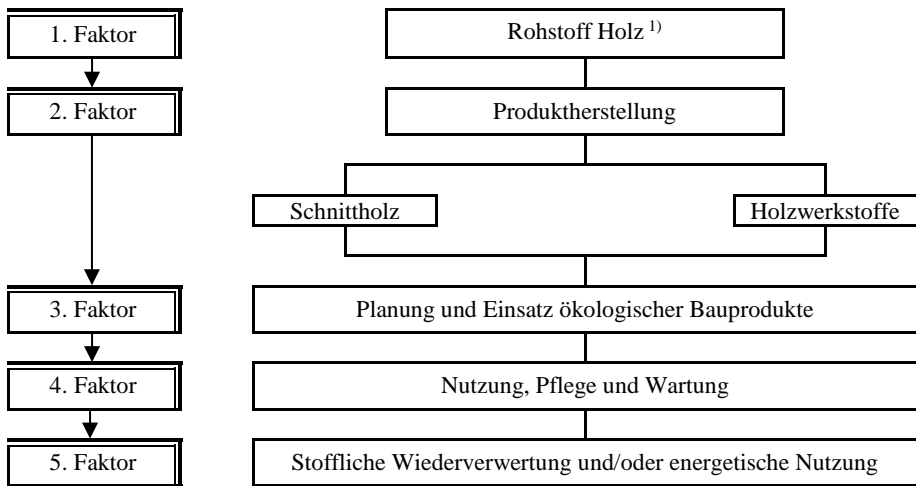 1. Faktor
Rohstoff Holz 1)
2. Faktor
Produktherstellung
Schnittholz
Holzwerkstoffe
3. Faktor
Planung und Einsatz ökologischer Bauprodukte
4. Faktor
Nutzung, Pflege und Wartung
5. Faktor
Stoffliche Wiederverwertung und/oder energetische Nutzung